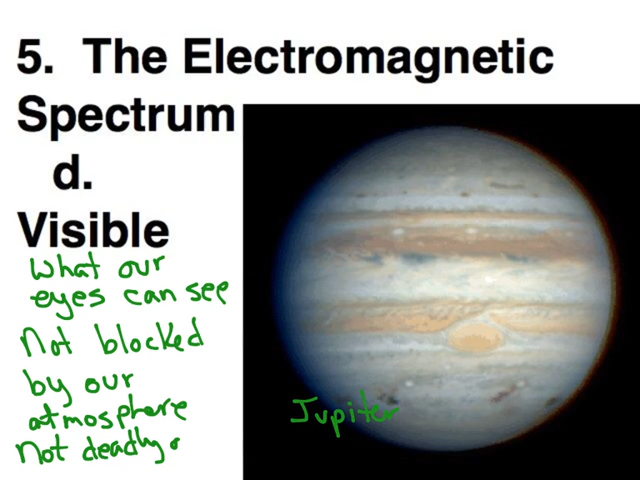 5. The Electromagnetic
Spectrum
d.
Visible
What our
eyes can see
Not blocked
by our
atmosphere
Not deadly.
Jupiter